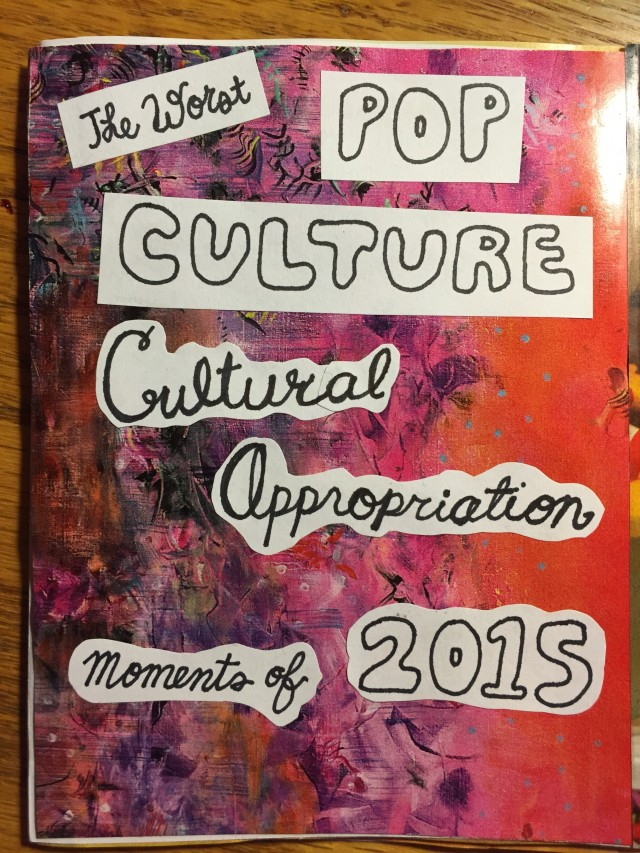 The Worst POP
CULTURE
Cultural
Appropriation
Moments of 2015